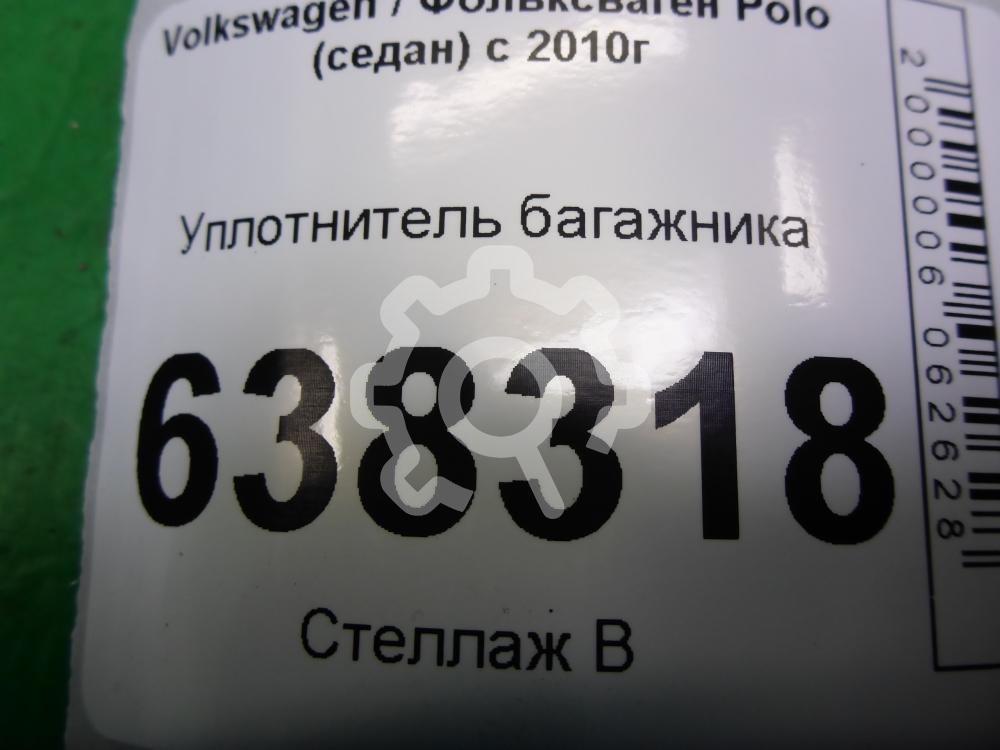 Volkswagen / Фольксваген Polo
(седан) с 2010г
Уплотнитель багажника
638318
Стеллаж В
2000006062628